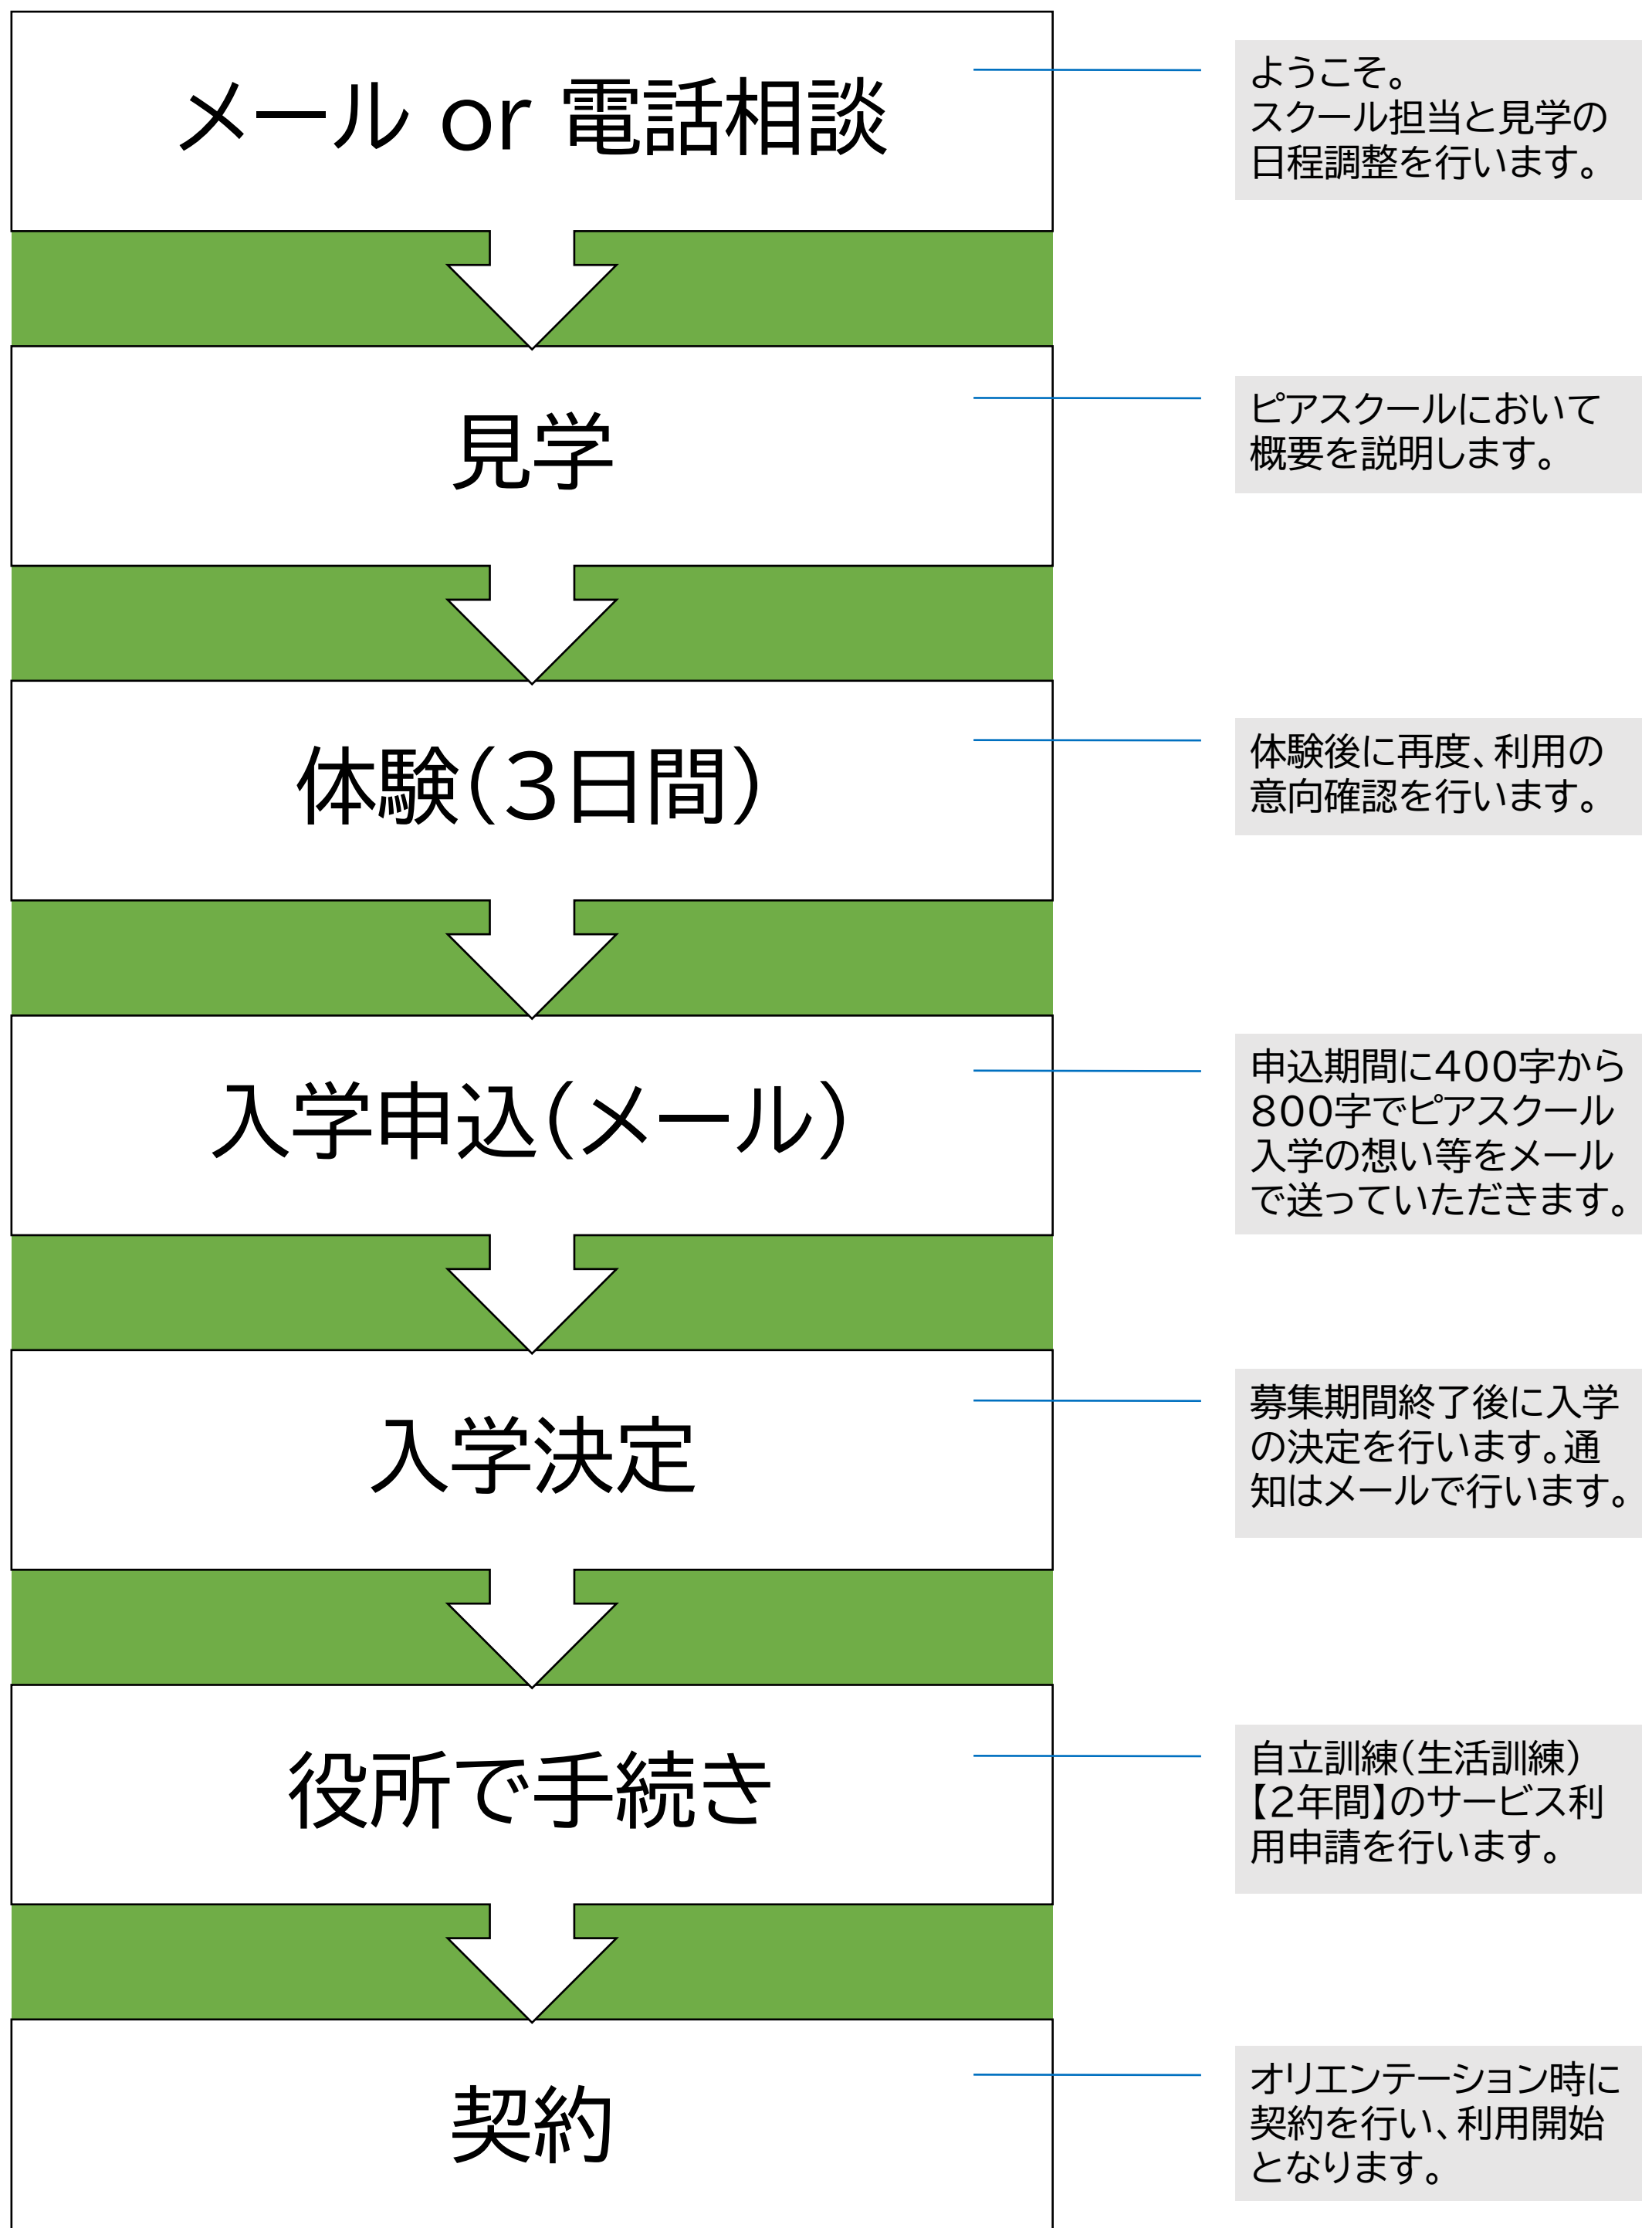 メール or 電話相談
ようこそ。
スクール担当と見学の
日程調整を行います。
見学
ピアスクールにおいて
概要を説明します。
体験（３日間）
体験後に再度、利用の
意向確認を行います。
入学申込（メール）
申込期間に４００字から
８００字でピアスクール
入学の想い等をメール
で送っていただきます。
入学決定
募集期間終了後に入学
の決定を行います。通
知はメールで行います。
役所で手続き
自立訓練（生活訓練）
【２年間】のサービス利
用申請を行います。
契約
オリエンテーション時に
契約を行い、利用開始
となります。